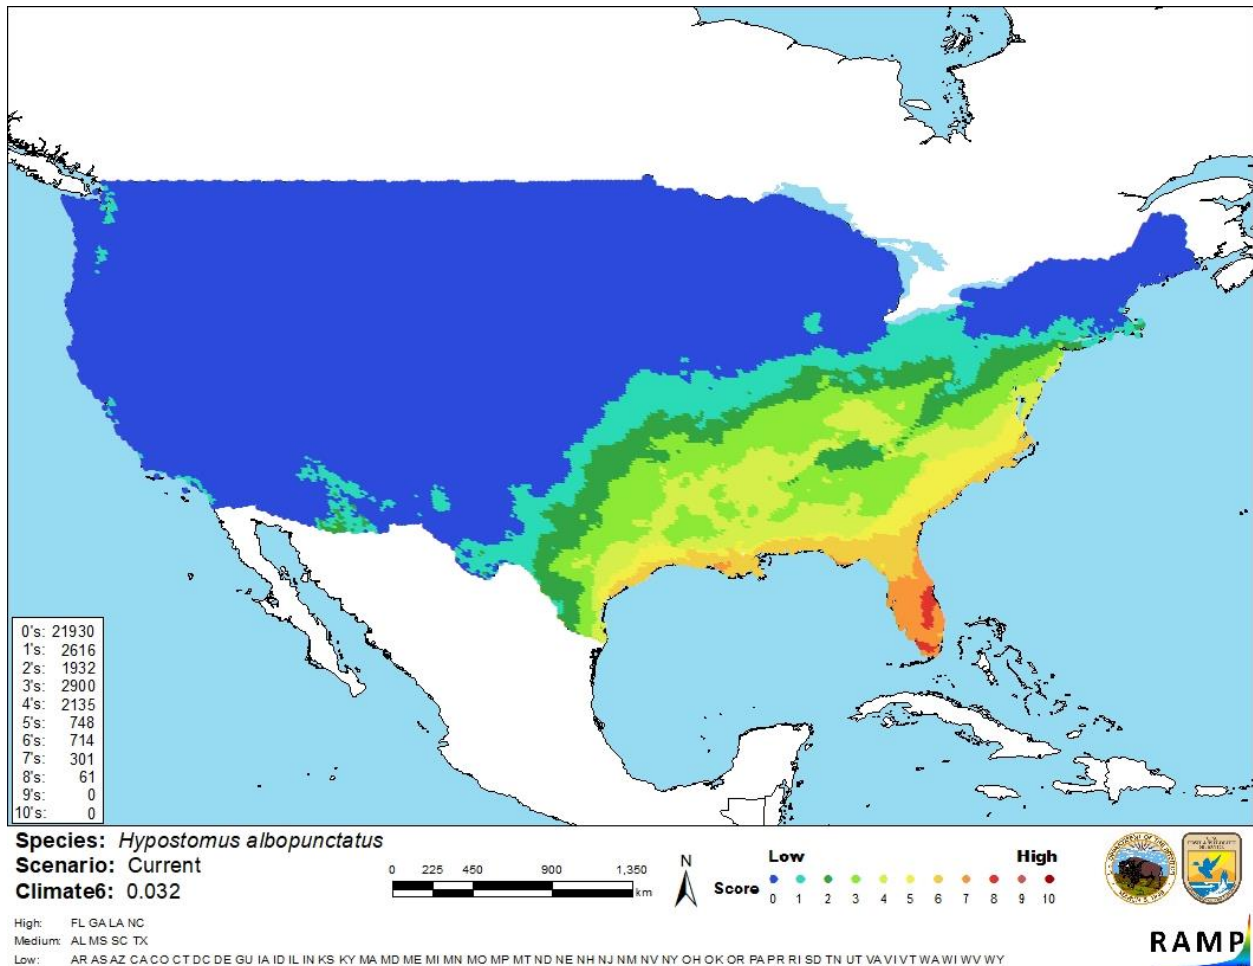 0's: 21930
1's: 2616
2's: 1932
3's: 2900
4's: 2135
5's: 748
6's: 714
7's: 301
8's: 61
9's: 0
10's: 0
Species: Hypostomus albopunctatus
Scenario: Current
Climate6: 0.032
0 225 450 900 1,350
km
N
Low High
Score
0 1 2 3 4 5 6 7 8 9 10
High: FL GA LA NC
Medium: AL MS SC TX
Low: AR AS AZ CA CO CT DC DE GU IA ID IL IN KS KY MA MD ME MI MN MO MP MT ND NE NH NJ NM NV NY OH OK OR PA PR RI SD TN UT VA VI VT WA WI WV WY
RAMP